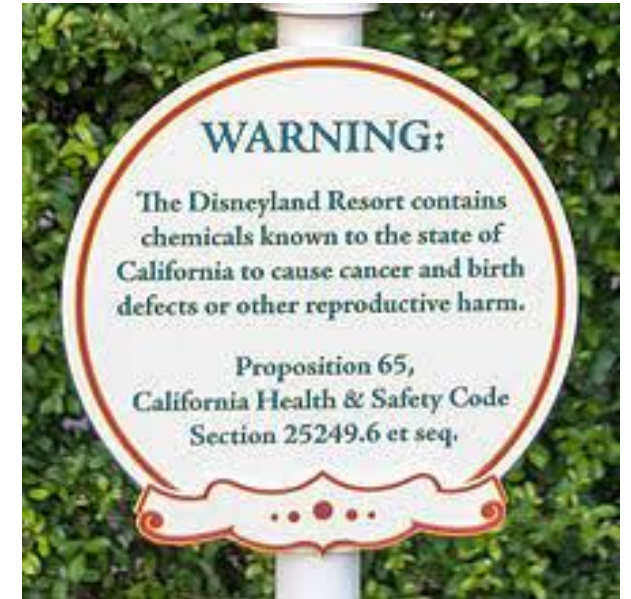 WARNING:
The Disneyland Resort contains
chemicals known to the state of
California to cause cancer and birth
defects or other reproductive harm.
Proposition 65,
California Health & Safety Code
Section 25249.6 et seq.